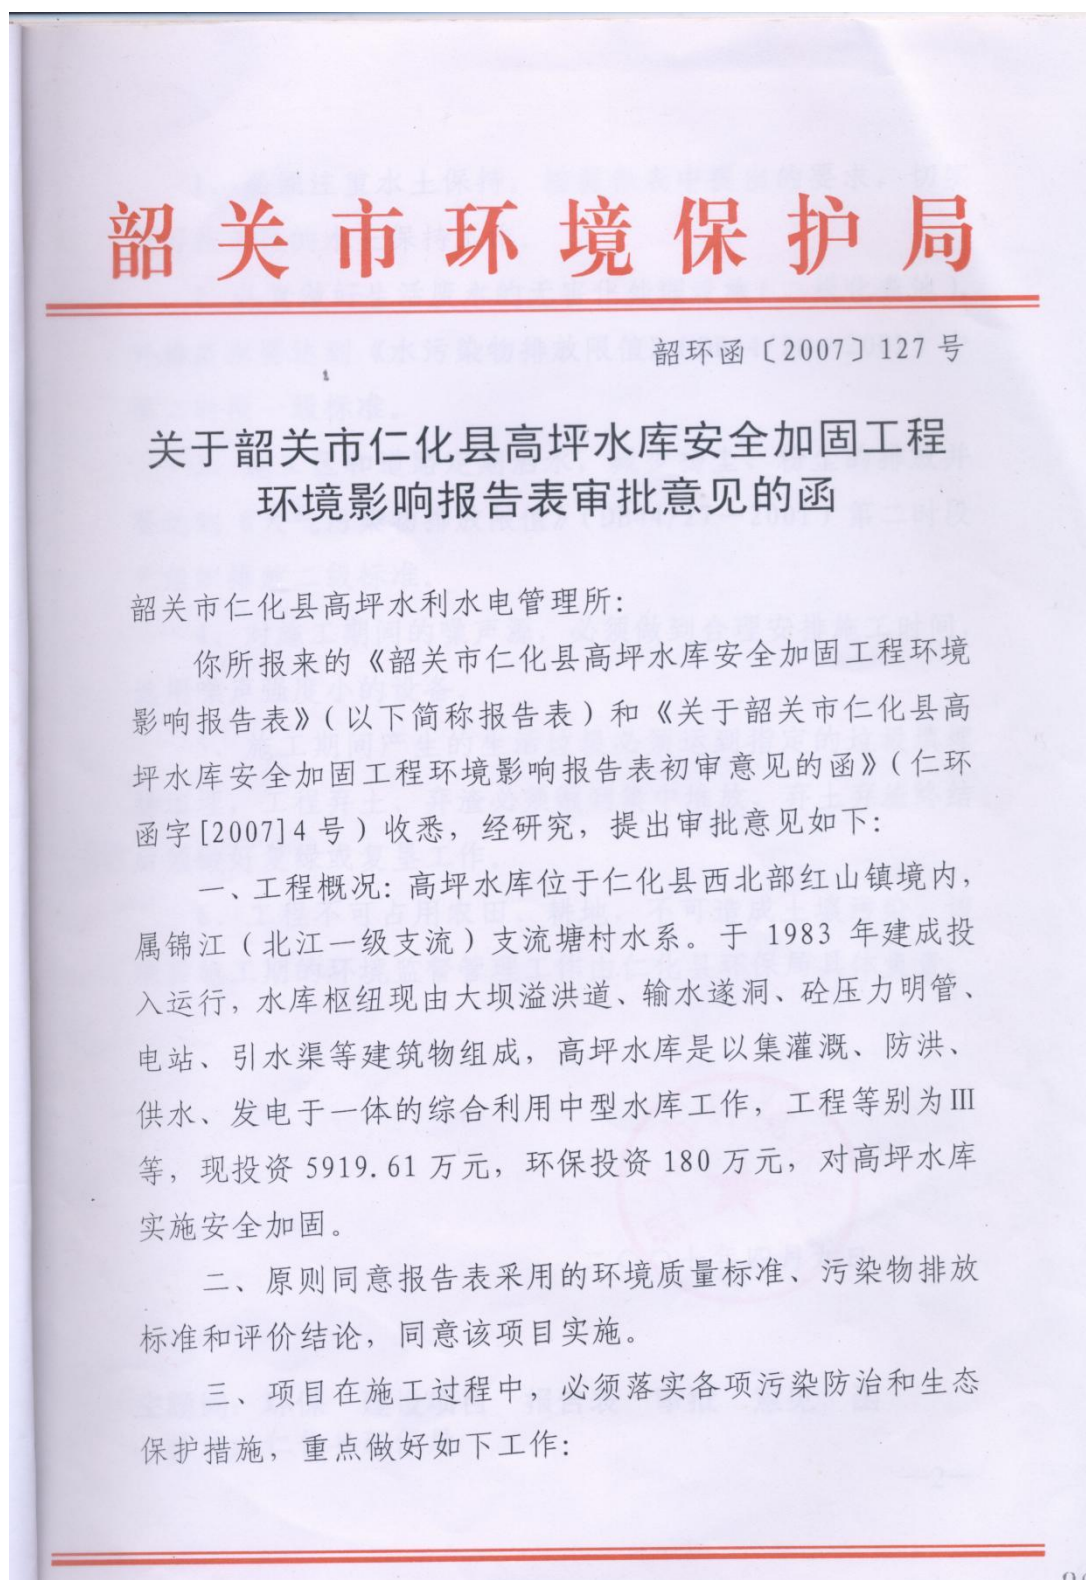 韶关市环境保护局
韶环函〔2007〕127号
关于韶关市仁化县高坪水库安全加固工程
环境影响报告表审批意见的函
韶关市仁化县高坪水利水电管理所：
你所报来的《韶关市仁化县高坪水库安全加固工程环境
影响报告表》（以下简称报告表）和《关于韶关市仁化县高
坪水库安全加固工程环境影响报告表初审意见的函》（仁环
函字[2007]4号）收悉，经研究，提出审批意见如下：
一、工程概况：高坪水库位于仁化县西北部红山镇境内，
属锦江（北江一级支流）支流塘村水系。于 1983 年建成投
入运行，水库枢纽现由大坝溢洪道、输水遂洞、砼压力明管、
电站、引水渠等建筑物组成，高坪水库是以集灌溉、防洪、
供水、发电于一体的综合利用中型水库工作，工程等别为Ⅲ
等，现投资 5919.61 万元，环保投资 180 万元，对高坪水库
实施安全加固。
二、原则同意报告表采用的环境质量标准、污染物排放
标准和评价结论，同意该项目实施。
三、项目在施工过程中，必须落实各项污染防治和生态
保护措施，重点做好如下工作：